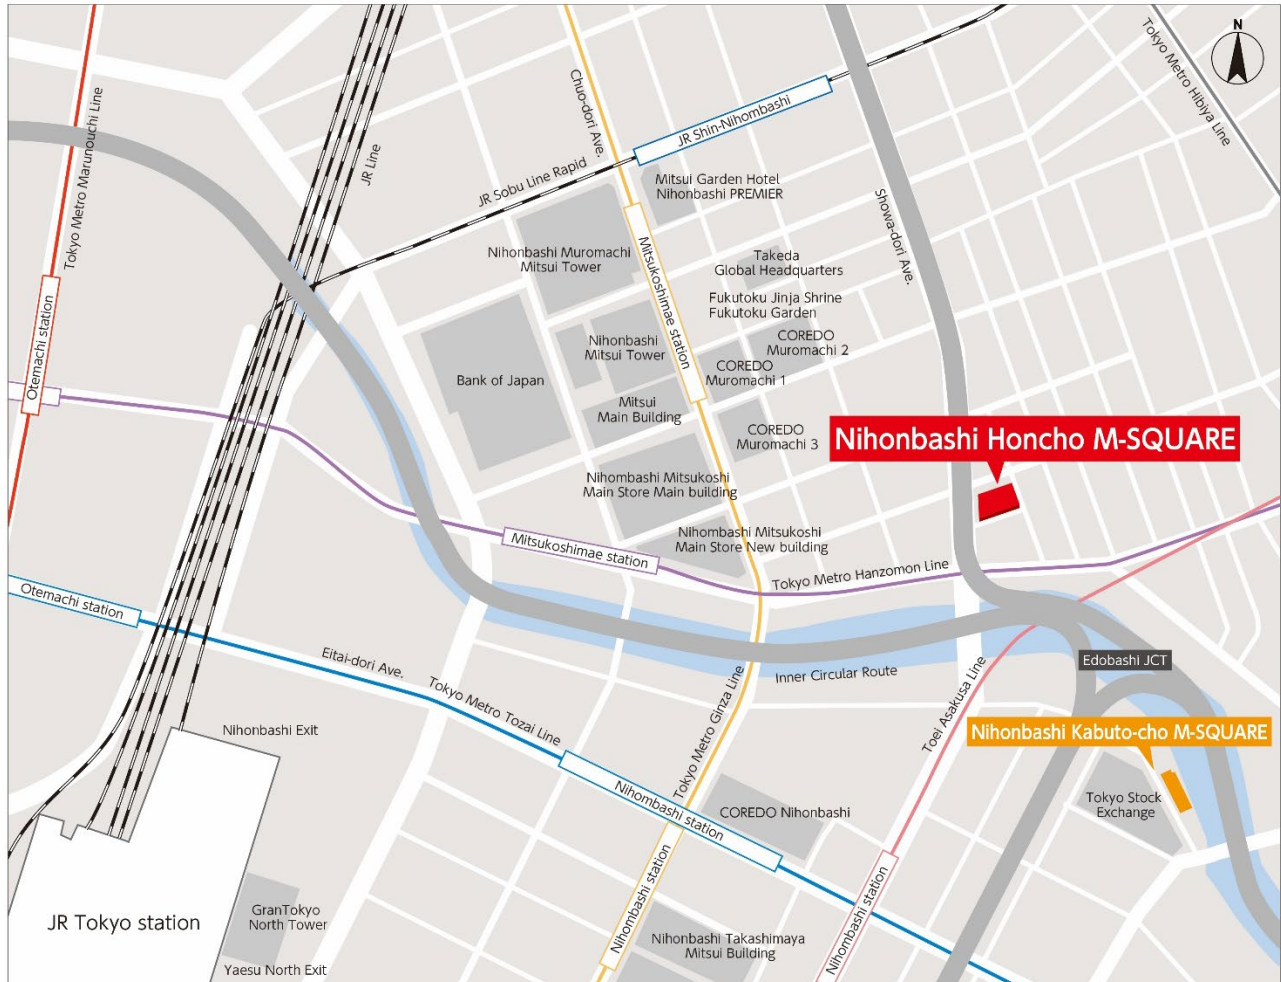 N
Tokyo Metro Marunouchi Line
JR Line
Chuo-dori Ave.
JR Shin-Nihombashi
Tokyo Metro Hibiya Line
JR Sobu Line Rapid
Mitsui Garden Hotel
Nihonbashi PREMIER
Showa-dori Ave.
Nihonbashi Muromachi
Mitsui Tower
Mitsukoshimae station
Takeda
Global Headquarters
Fukutoku Jinja Shrine
Fukutoku Garden
Otemachi station
Nihonbashi
Mitsui Tower
COREDO
Muromachi 2
COREDO
Muromachi 1
Bank of Japan
Mitsui
Main Building
COREDO
Muromachi 3
Nihonbashi Honcho M-SQUARE
Nihombashi Mitsukoshi
Main Store Main building
Nihombashi Mitsukoshi
Main Store New building
Mitsukoshimae station
Tokyo Metro Hanzomon Line
Otemachi station
Eitai-dori Ave.
Tokyo Metro Tozai Line
Inner Circular Route
Edobashi JCT
Toei Asakusa Line
Tokyo Metro Ginza Line
Nihonbashi Exit
Nihonbashi Kabuto-cho M-SQUARE
Nihombashi station
COREDO Nihonbashi
Tokyo Stock
Exchange
JR Tokyo station
GranTokyo
North Tower
Nihombashi station
Nihombashi station
Nihonbashi Takashimaya
Mitsui Building
Yaesu North Exit